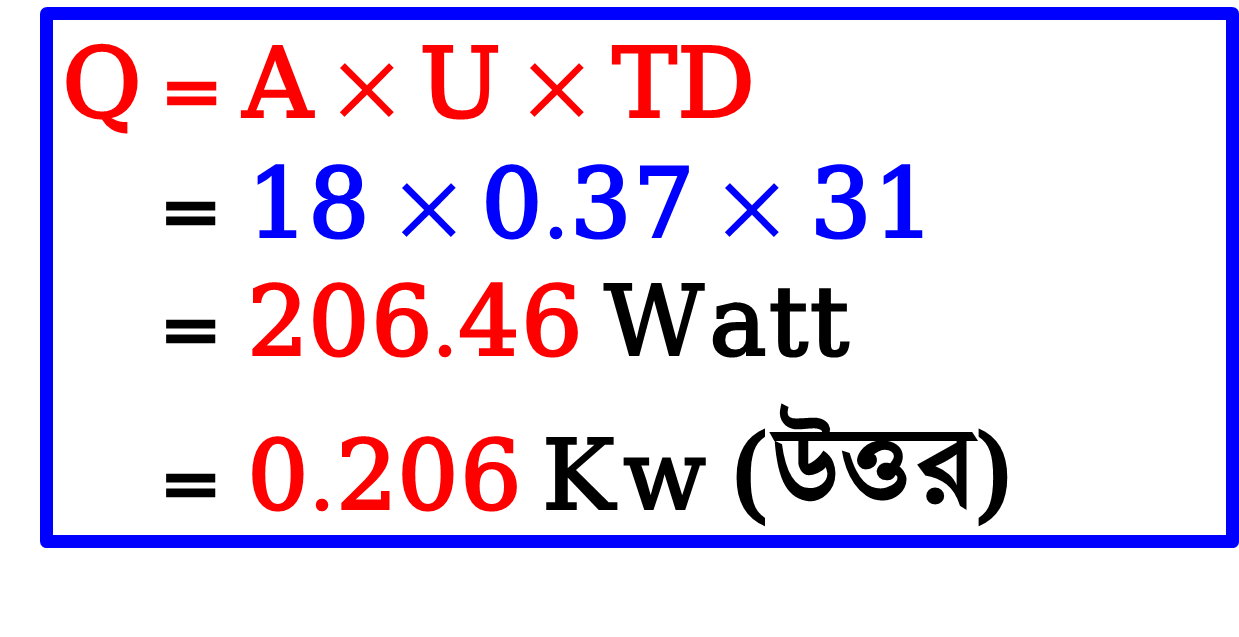 Q = A × U × TD
= 18 × 0.37 × 31
= 206.46 Watt
= 0.206 Kw (উত্তর)